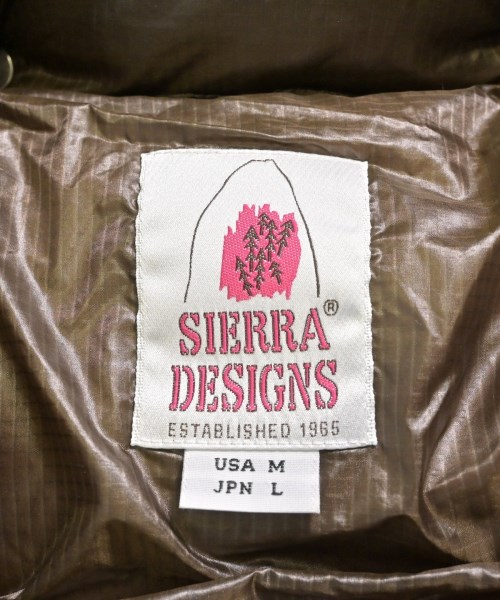 SIERRA®
DESIGNS
ESTABLISHED 1965
USA M
JPN L